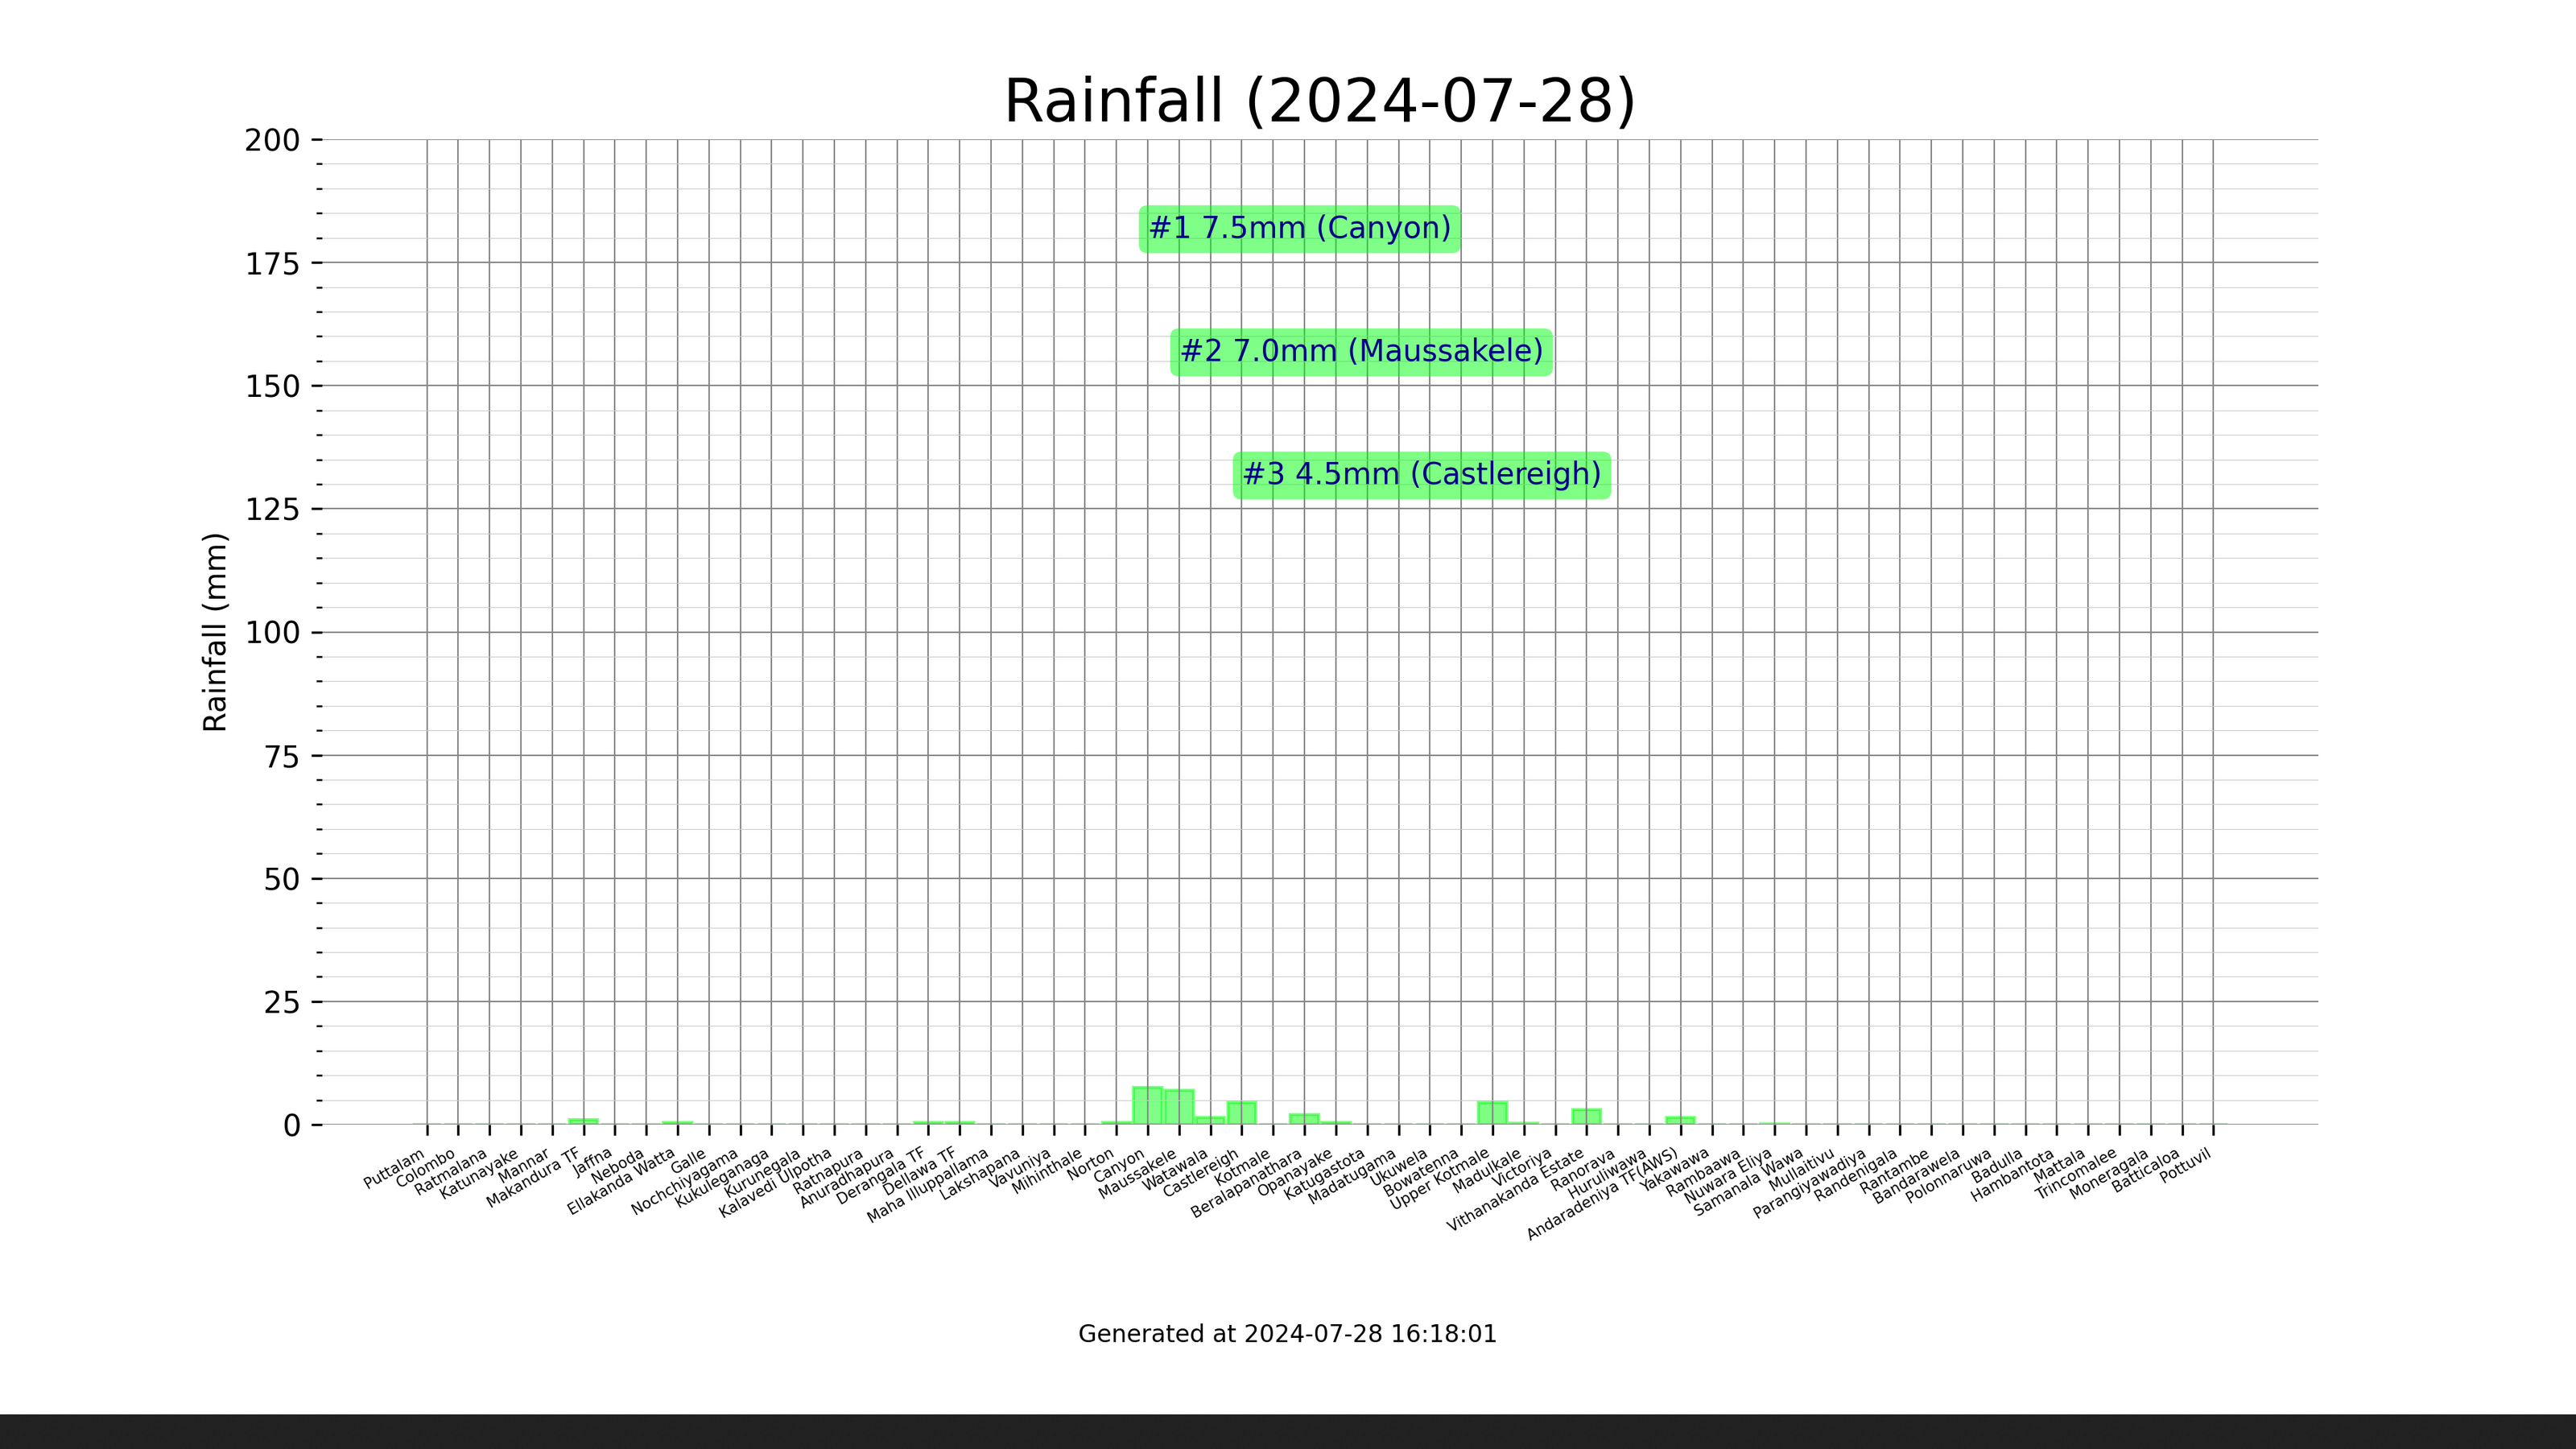 Rainfall (2024-07-28)
200
175
150
125
100
75
50
25
0
Rainfall (mm)
#1 7.5mm (Canyon)
#2 7.0mm (Maussakele)
#3 4.5mm (Castlereigh)
Puttalam
Colombo
Ratmalana
Katunayake
Mannar
Makandura TF
Jaffna
Neboda
Ellakanda Watta
Galle
Nochchiyagama
Kukuleganaga
Kurunegala
Kalavedi Ulpotha
Ratnapura
Anuradhapura
Derangala TF
Dellawa TF
Maha Illuppallama
Lakshapana
Vavuniya
Mihinthale
Norton
Canyon
Maussakele
Watawala
Castlereigh
Kotmale
Beralapanathara
Opanayake
Katugastota
Madatugama
Ukuwela
Bowatenna
Upper Kotmale
Madulkale
Victoriya
Vithanakanda Estate
Ranorava
Huruliwawa
Andaradeniya TF(AWS)
Yakawawa
Rambaawa
Nuwara Eliya
Samanala Wawa
Mullaitivu
Parangiyawadiya
Randenigala
Rantambe
Bandarawela
Polonnaruwa
Badulla
Hambantota
Mattala
Trincomalee
Moneragala
Batticaloa
Pottuvil
Generated at 2024-07-28 16:18:01